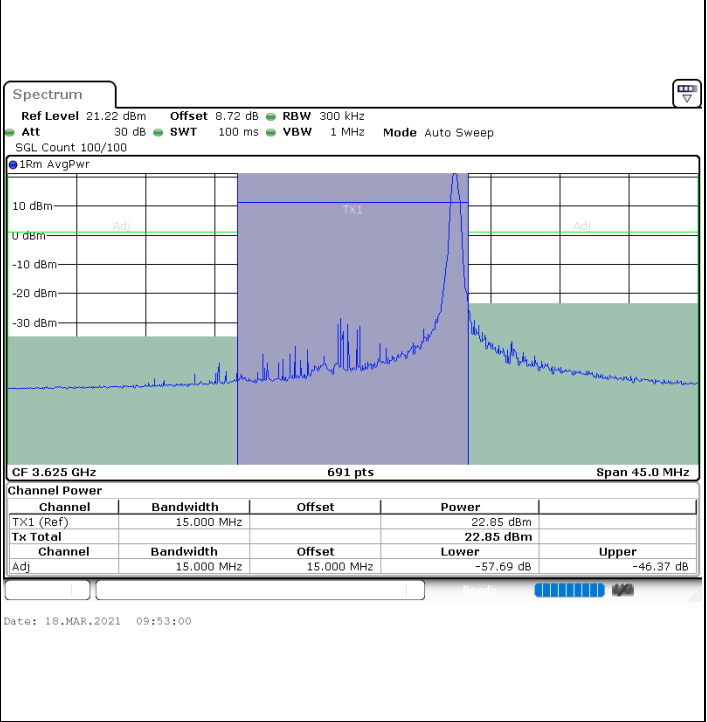 Spectrum
Ref Level 21.22 dBm Offset 8.72 dB RBW 300 kHz
Att 30 dB SWT 100 ms VBW 1 MHz Mode Auto Sweep
SGL Count 100/100
1Rm AvgPwr
10 dBm
TX1
Adj Adj
0 dBm
-10 dBm
-20 dBm
-30 dBm
CF 3.625 GHz 691 pts Span 45.0 MHz
Channel Power
Channel Bandwidth Offset Power
TX1 (Ref) 15.000 MHz 22.85 dBm
Tx Total 22.85 dBm
Channel Bandwidth Offset Lower Upper
Adj 15.000 MHz 15.000 MHz -57.69 dB -46.37 dB
Ready
Date: 18.MAR.2021 09:53:00